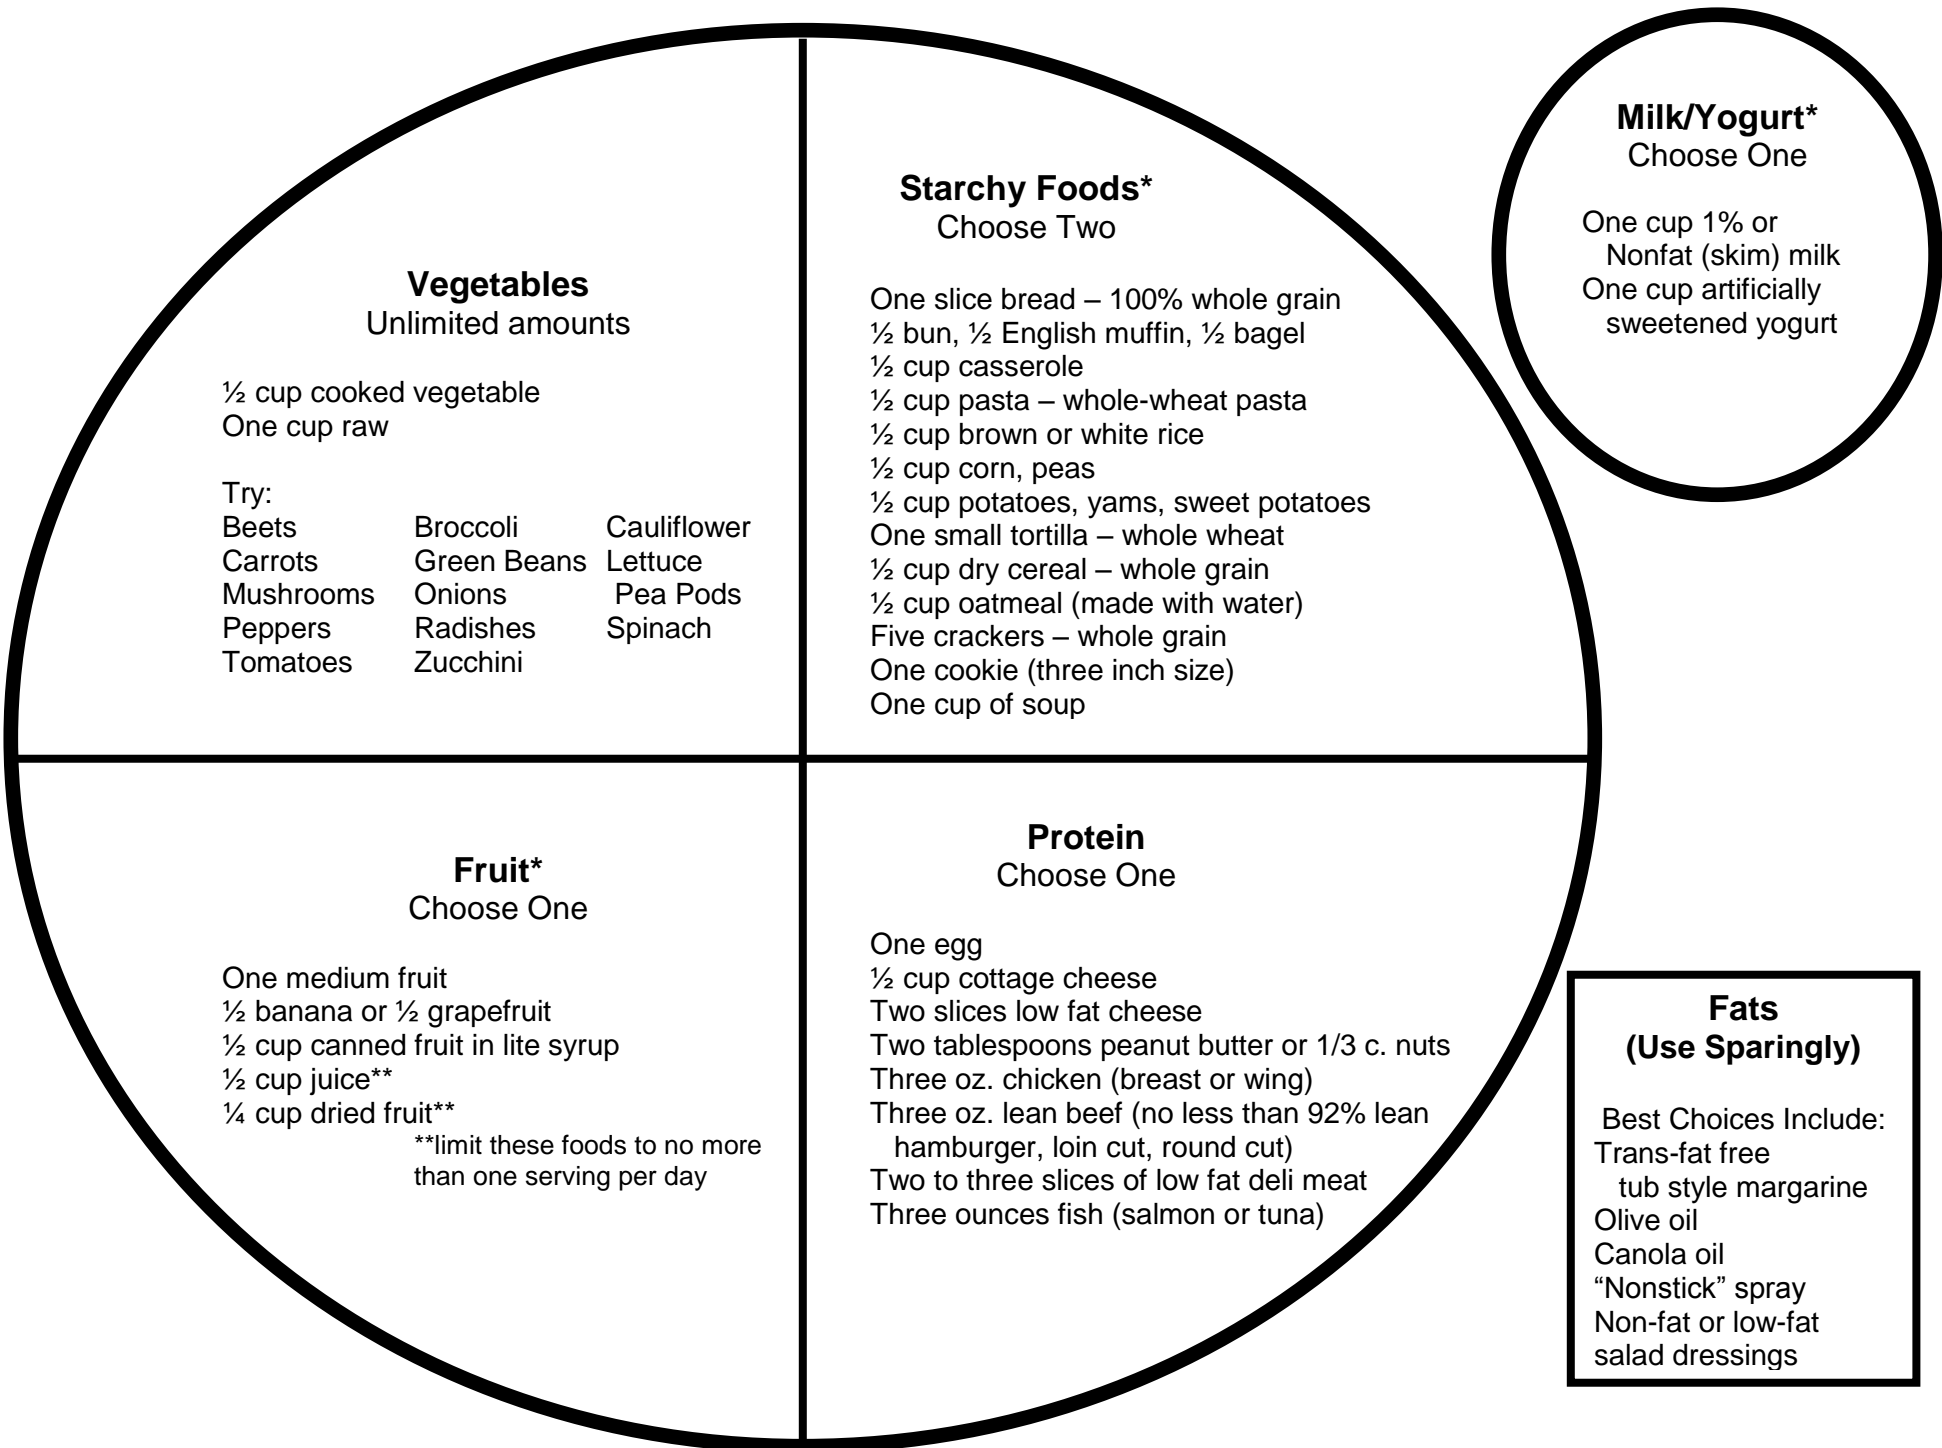 Vegetables
Unlimited amounts
½ cup cooked vegetable
One cup raw
Try:
Beets Broccoli Cauliflower
Carrots Green Beans Lettuce
Mushrooms Onions Pea Pods
Peppers Radishes Spinach
Tomatoes Zucchini
Starchy Foods*
Choose Two
One slice bread – 100% whole grain
½ bun, ½ English muffin, ½ bagel
½ cup casserole
½ cup pasta – whole-wheat pasta
½ cup brown or white rice
½ cup corn, peas
½ cup potatoes, yams, sweet potatoes
One small tortilla – whole wheat
½ cup dry cereal – whole grain
½ cup oatmeal (made with water)
Five crackers – whole grain
One cookie (three inch size)
One cup of soup
Milk/Yogurt*
Choose One
One cup 1% or
Nonfat (skim) milk
One cup artificially
sweetened yogurt
Fruit*
Choose One
One medium fruit
½ banana or ½ grapefruit
½ cup canned fruit in lite syrup
½ cup juice**
¼ cup dried fruit**
**limit these foods to no more
than one serving per day
Protein
Choose One
One egg
½ cup cottage cheese
Two slices low fat cheese
Two tablespoons peanut butter or 1/3 c. nuts
Three oz. chicken (breast or wing)
Three oz. lean beef (no less than 92% lean
hamburger, loin cut, round cut)
Two to three slices of low fat deli meat
Three ounces fish (salmon or tuna)
Fats
(Use Sparingly)
Best Choices Include:
Trans-fat free
tub style margarine
Olive oil
Canola oil
“Nonstick” spray
Non-fat or low-fat
salad dressings